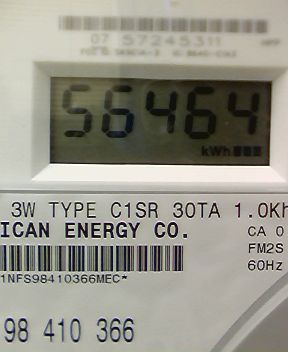 07 57245311
56464
kWh
3W TYPE C1SR 30TA 1.0Kh
ICAN ENERGY CO.
CA 0
FM2S
60Hz
1NFS98410366MEC*
98 410 366